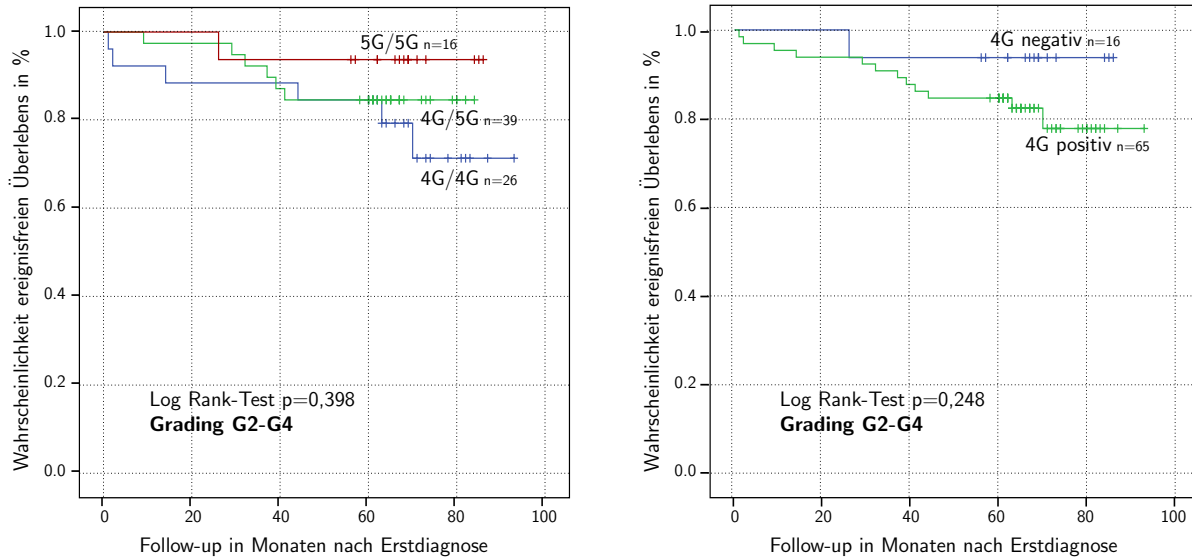 Wahrscheinlichkeit ereignisfreien Überlebens in %
1.0
0.8
0.6
0.4
0.2
0.0
5G/5G n=16
4G/5G n=39
4G/4G n=26
Log Rank-Test p=0,398
Grading G2-G4
0 20 40 60 80 100
Follow-up in Monaten nach Erstdiagnose
Wahrscheinlichkeit ereignisfreien Überlebens in %
1.0
0.8
0.6
0.4
0.2
0.0
4G negativ n=16
4G positiv n=65
Log Rank-Test p=0,248
Grading G2-G4
0 20 40 60 80 100
Follow-up in Monaten nach Erstdiagnose